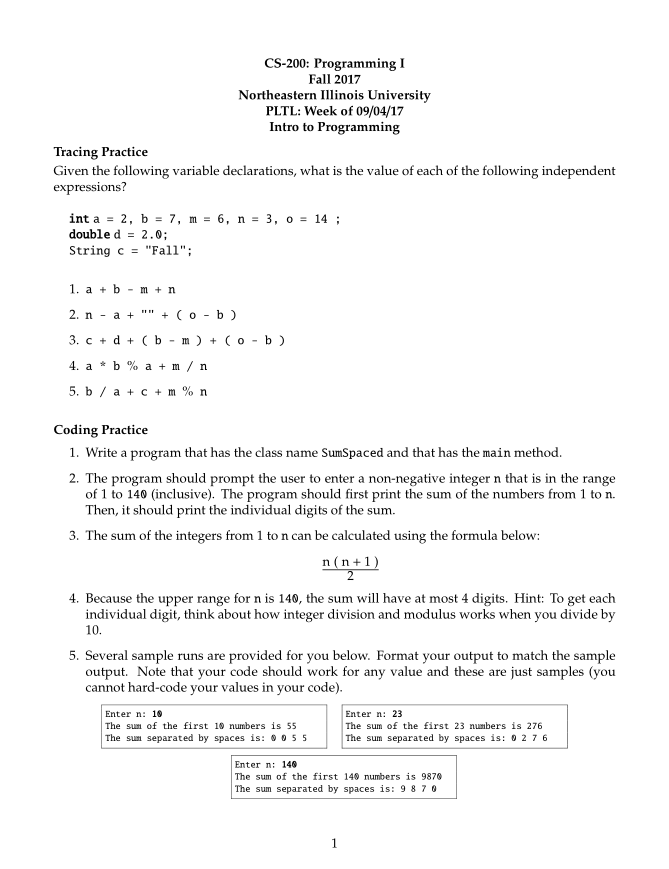 CS-200: Programming I
Fall 2017
Northeastern Illinois University
PLTL: Week of 09/04/17
Intro to Programming
Tracing Practice
Given the following variable declarations, what is the value of each of the following independent
expressions?
int a = 2, b = 7, m = 6, n = 3, o = 14 ;
double d = 2.0;
String c = "Fall";
1. a + b - m + n
2. n - a + "" + ( o - b )
3. c + d + ( b - m ) + ( o - b )
4. a * b % a + m / n
5. b / a + c + m % n
Coding Practice
1. Write a program that has the class name SumSpaced and that has the main method.
2. The program should prompt the user to enter a non-negative integer n that is in the range
of 1 to 140 (inclusive). The program should first print the sum of the numbers from 1 to n.
Then, it should print the individual digits of the sum.
3. The sum of the integers from 1 to n can be calculated using the formula below:
n ( n + 1 )
2
4. Because the upper range for n is 140, the sum will have at most 4 digits. Hint: To get each
individual digit, think about how integer division and modulus works when you divide by
10.
5. Several sample runs are provided for you below. Format your output to match the sample
output. Note that your code should work for any value and these are just samples (you
cannot hard-code your values in your code).
Enter n: 10
The sum of the first 10 numbers is 55
The sum separated by spaces is: 0 0 5 5
Enter n: 23
The sum of the first 23 numbers is 276
The sum separated by spaces is: 0 2 7 6
Enter n: 140
The sum of the first 140 numbers is 9870
The sum separated by spaces is: 9 8 7 0
1